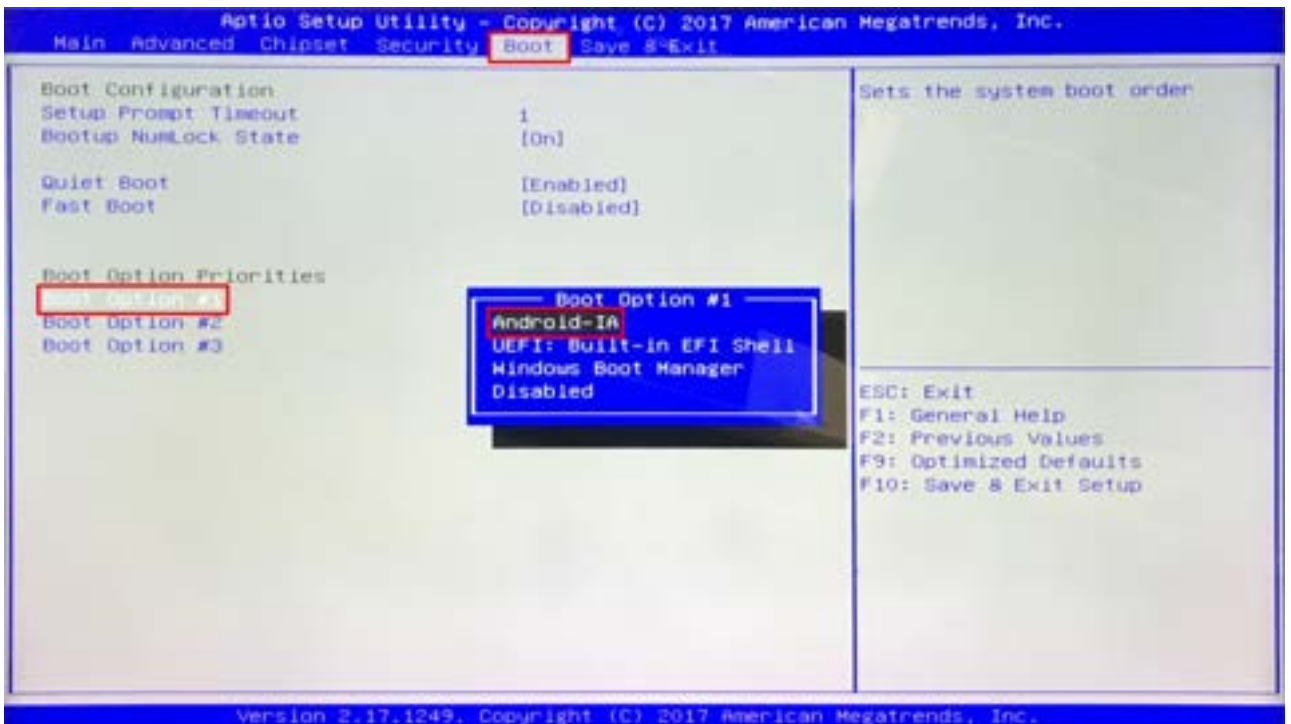 Aptio Setup Utility - Copyright (C) 2017 American Megatrends, Inc.
Main Advanced Chipset Security Boot Save & Exit
Boot Configuration
Setup Prompt Timeout 1
Bootup NumLock State [On]
Quiet Boot [Enabled]
Fast Boot [Disabled]
Boot Option Priorities
Boot Option #1
Boot Option #2
Boot Option #3
Boot Option #1
Android-IA
UEFI: Built-in EFI Shell
Windows Boot Manager
Disabled
Sets the system boot order
ESC: Exit
F1: General Help
F2: Previous Values
F9: Optimized Defaults
F10: Save & Exit Setup
Version 2.17.1249. Copyright (C) 2017 American Megatrends, Inc.